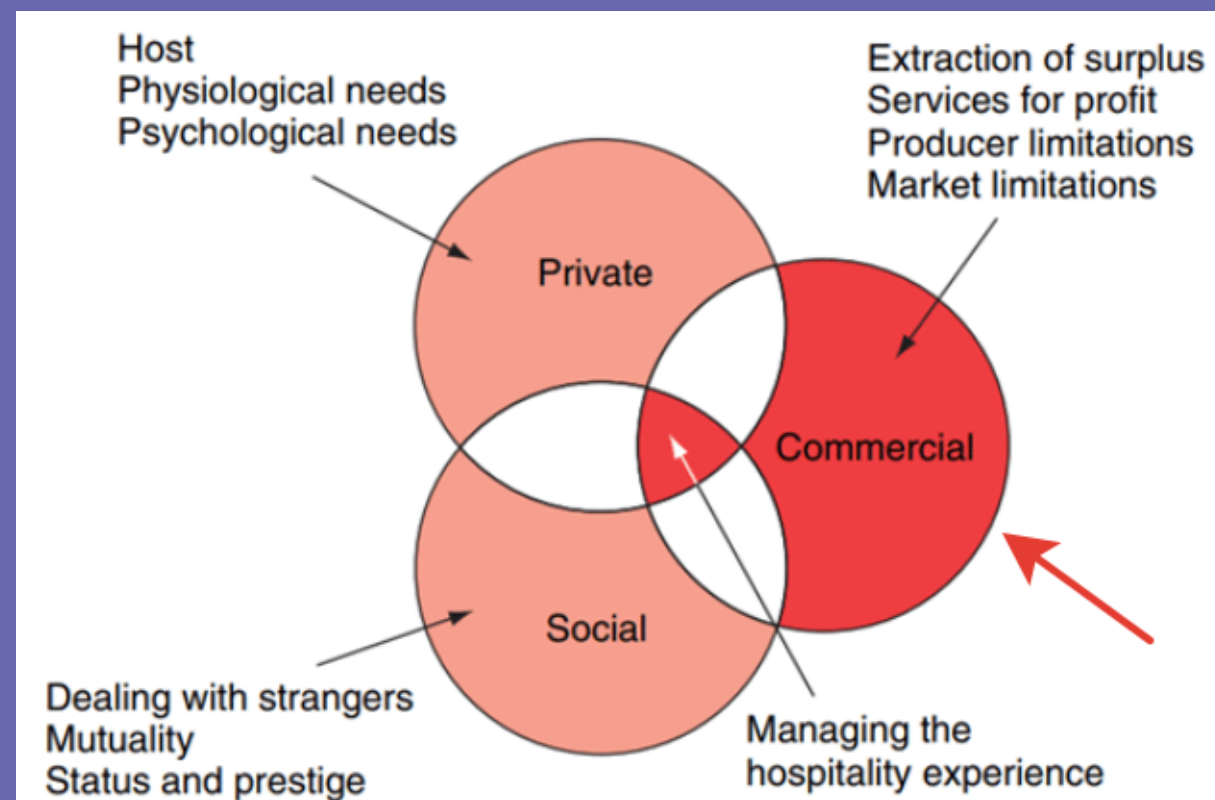 Host
Physiological needs
Psychological needs
Extraction of surplus
Services for profit
Producer limitations
Market limitations
Private
Commercial
Social
Dealing with strangers
Mutuality
Status and prestige
Managing the
hospitality experience